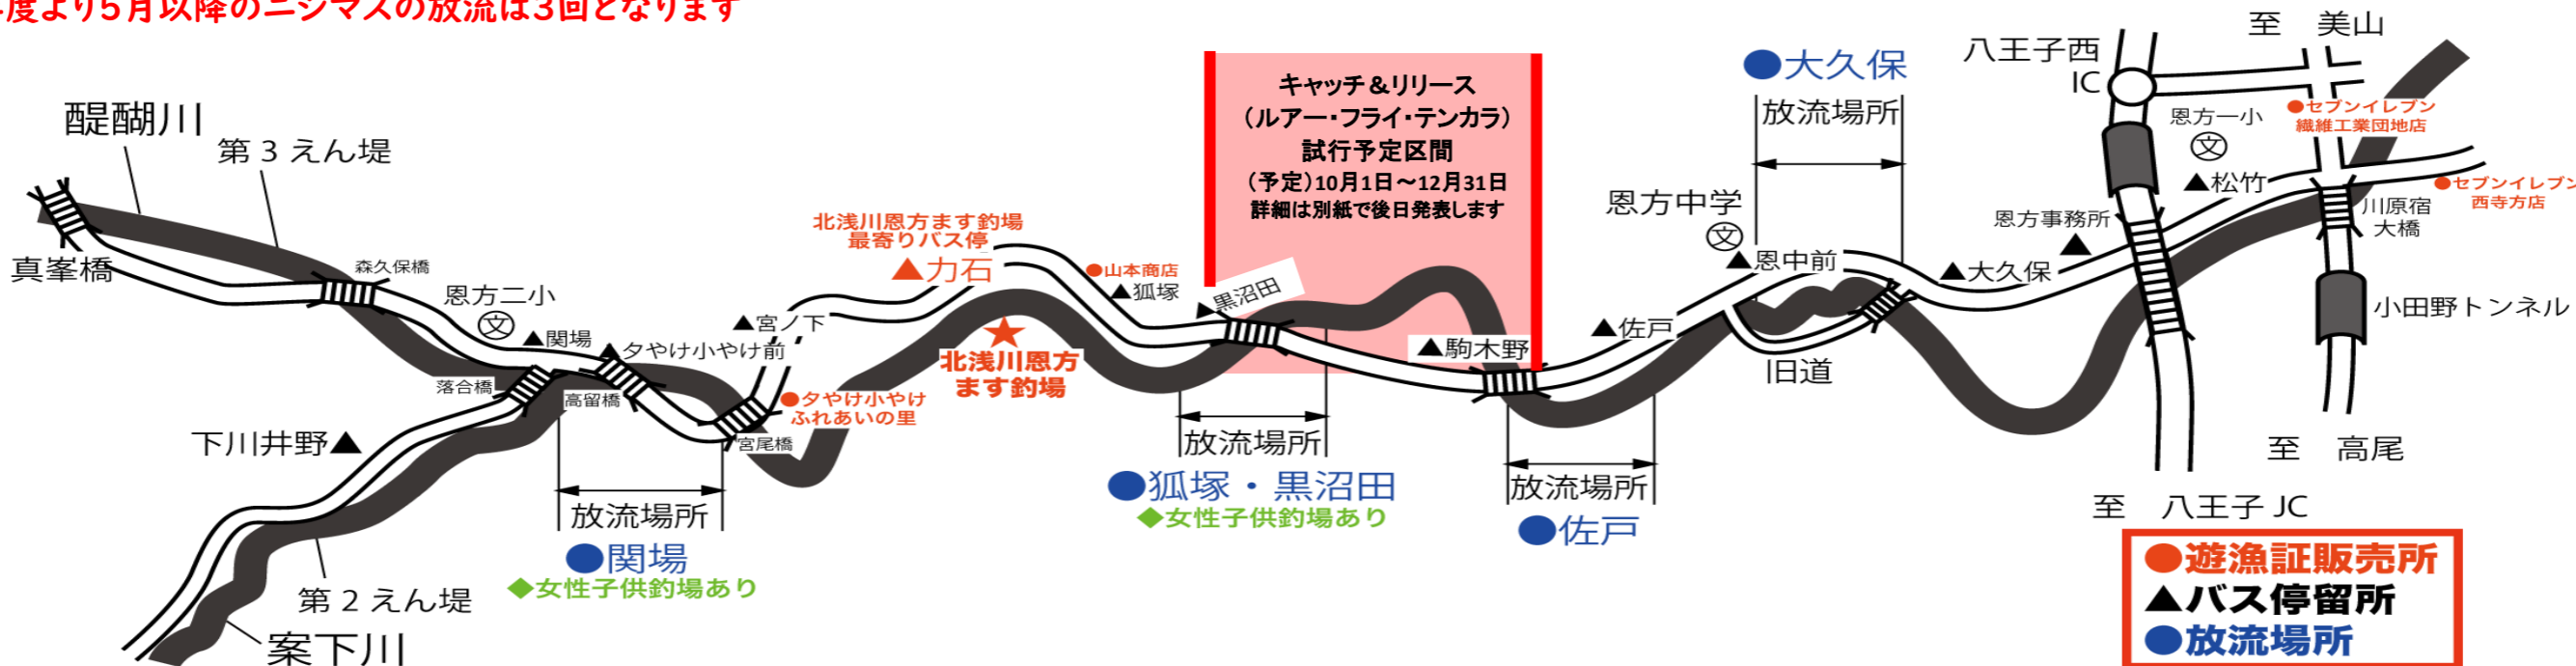 度より5月以降のニジマスの放流は3回となります
至 美山
八王子西
IC
●大久保
放流場所
キャッチ&リリース
(ルアー・フライ・テンカラ)
試行予定区間
(予定)10月1日~12月31日
詳細は別紙で後日発表します
醍醐川
第3えん堤
●セブンイレブン
繊維工業団地店
恩方一小
文
▲松竹
●セブンイレブン
西寺方店
恩方中学
文
恩方事務所
▲
川原宿
大橋
北浅川恩方ます釣場
最寄りバス停
▲力石
真峯橋
森久保橋
●山本商店
▲狐塚
▲黒沼田
▲恩中前
▲大久保
恩方二小
文
▲関場
▲夕やけ小やけ前
▲宮ノ下
北浅川恩方
ます釣場
▲駒木野
▲佐戸
旧道
小田野トンネル
落合橋
高留橋
●夕やけ小やけ
ふれあいの里
宮尾橋
下川井野▲
放流場所
●狐塚・黒沼田
◆女性子供釣場あり
放流場所
●佐戸
至 高尾
至 八王子JC
放流場所
●関場
◆女性子供釣場あり
第2えん堤
案下川
●遊漁証販売所
▲バス停留所
●放流場所